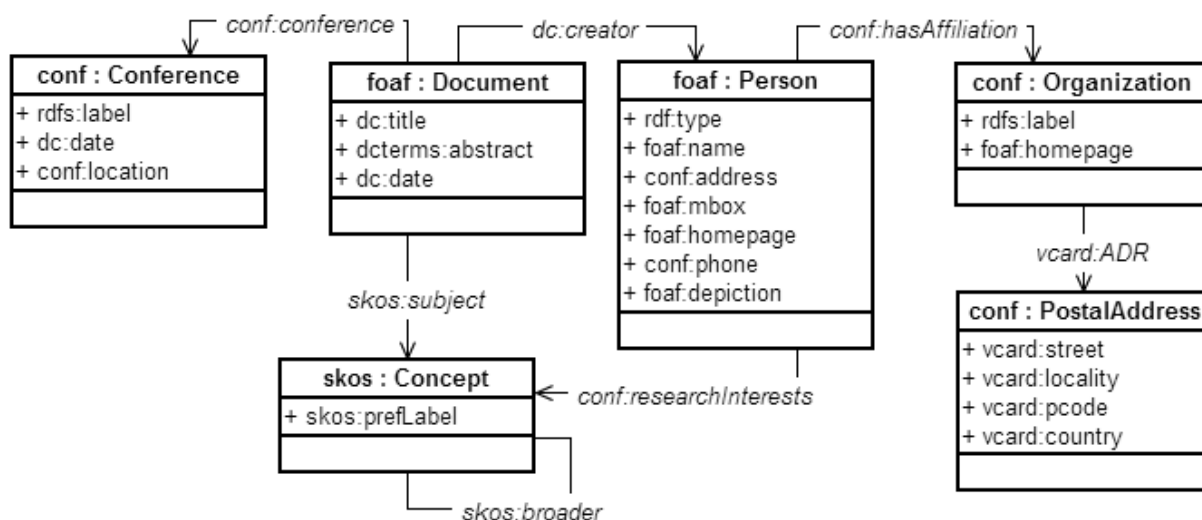 conf:conference
dc:creator
conf:hasAffiliation
conf : Conference
+ rdfs:label
+ dc:date
+ conf:location
foaf : Document
+ dc:title
+ dcterms:abstract
+ dc:date
foaf : Person
+ rdf:type
+ foaf:name
+ conf:address
+ foaf:mbox
+ foaf:homepage
+ conf:phone
+ foaf:depiction
conf : Organization
+ rdfs:label
+ foaf:homepage
vcard:ADR
skos:subject
conf : PostalAddress
+ vcard:street
+ vcard:locality
+ vcard:pcode
+ vcard:country
skos : Concept
+ skos:prefLabel
conf:researchInterests
skos:broader